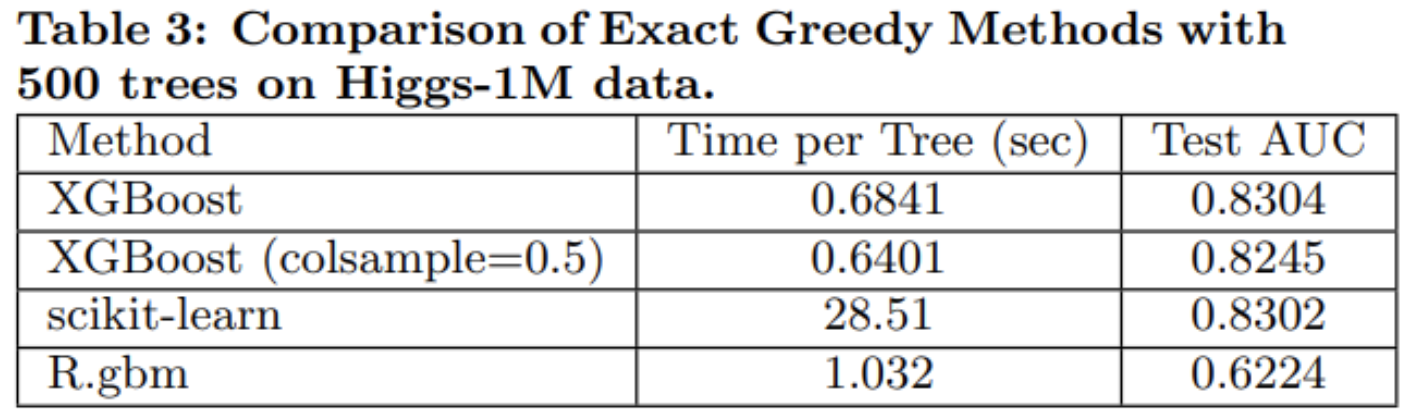 Table 3: Comparison of Exact Greedy Methods with
500 trees on Higgs-1M data.
Method Time per Tree (sec) Test AUC
XGBoost 0.6841 0.8304
XGBoost (colsample=0.5) 0.6401 0.8245
scikit-learn 28.51 0.8302
R.gbm 1.032 0.6224